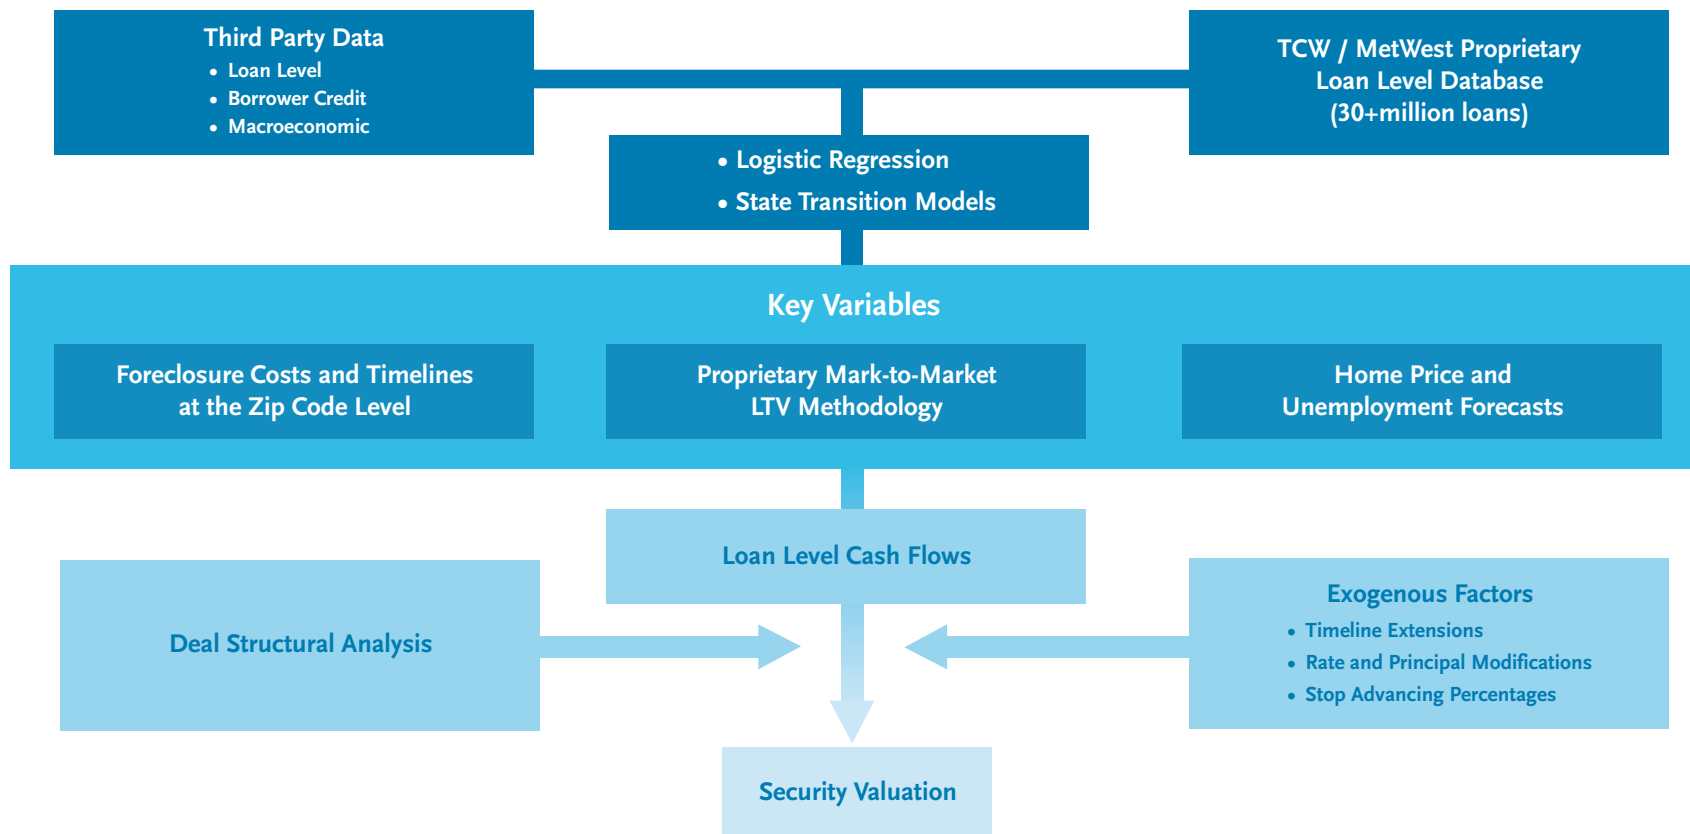 Third Party Data
• Loan Level
• Borrower Credit
• Macroeconomic
TCW / MetWest Proprietary
Loan Level Database
(30+million loans)
• Logistic Regression
• State Transition Models
Key Variables
Foreclosure Costs and Timelines
at the Zip Code Level
Proprietary Mark-to-Market
LTV Methodology
Home Price and
Unemployment Forecasts
Loan Level Cash Flows
Deal Structural Analysis
Exogenous Factors
• Timeline Extensions
• Rate and Principal Modifications
• Stop Advancing Percentages
Security Valuation